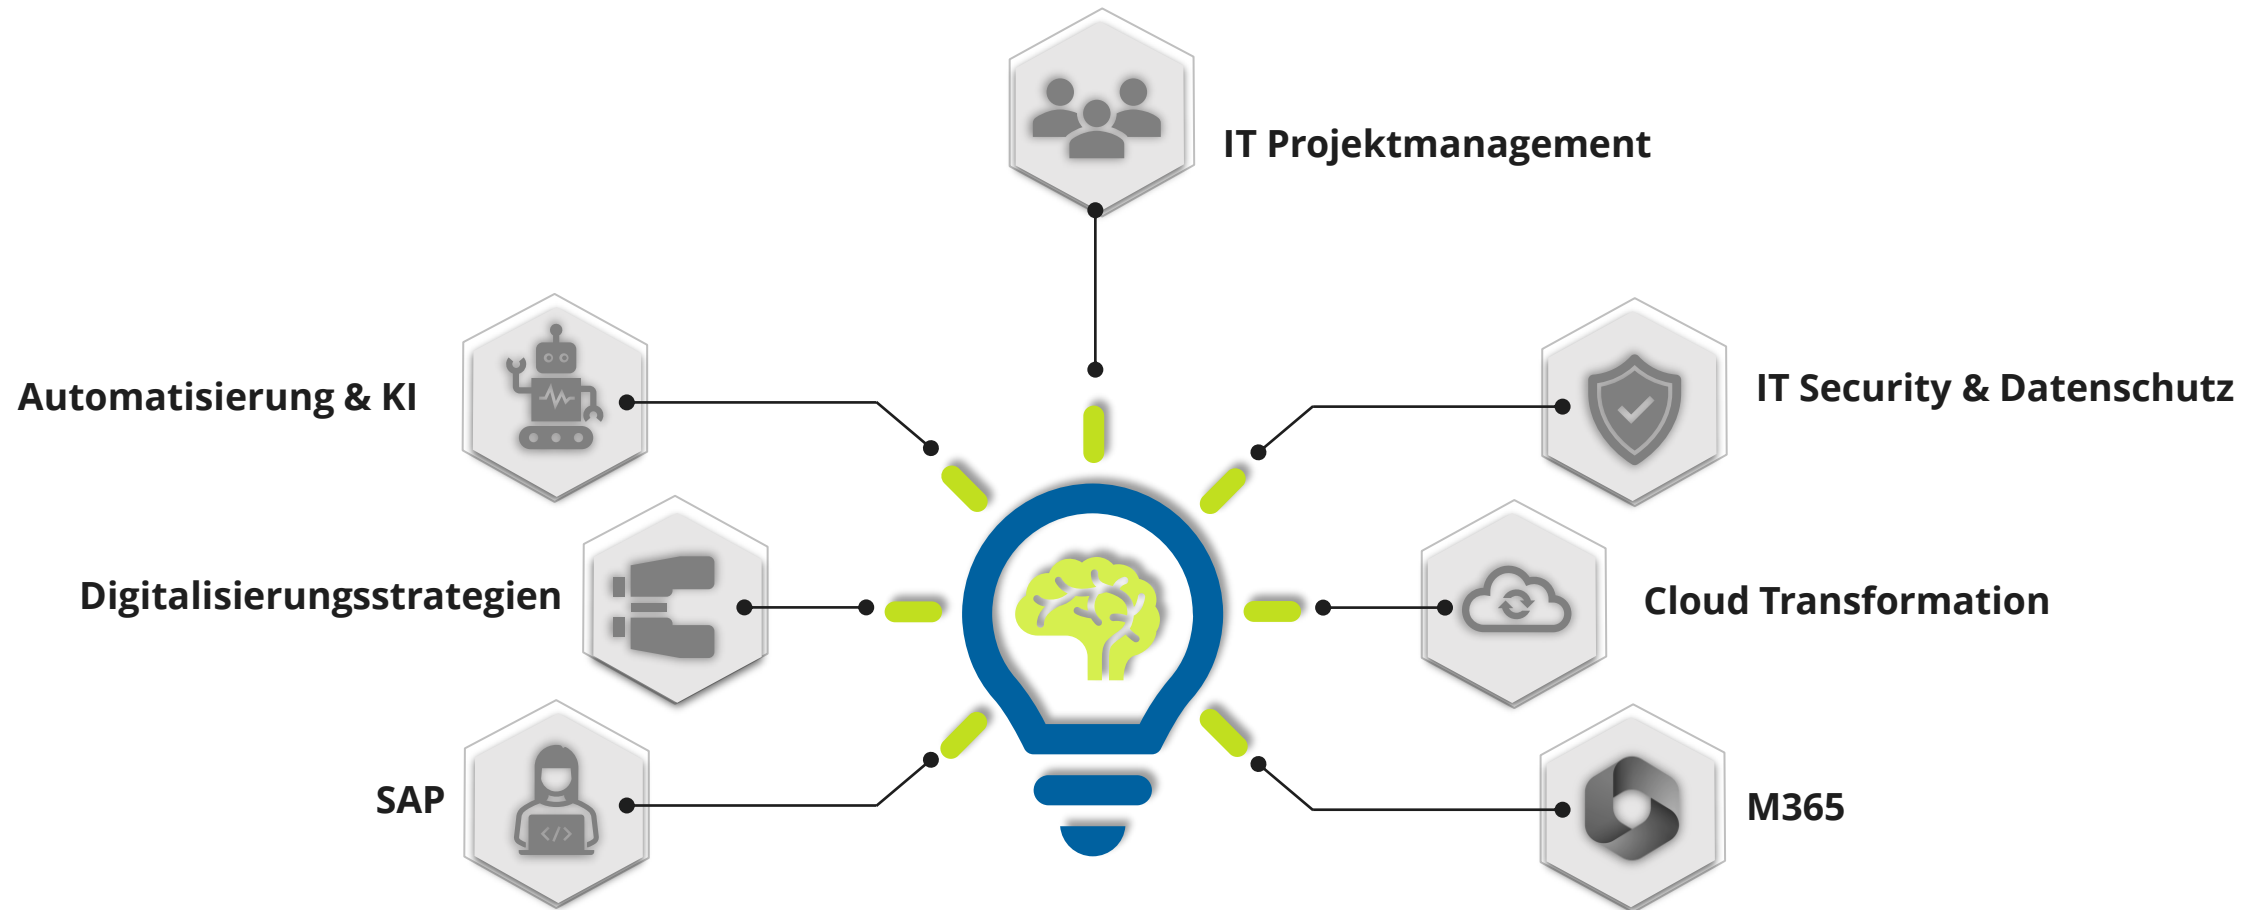 IT Projektmanagement
Automatisierung & KI
IT Security & Datenschutz
Digitalisierungsstrategien
Cloud Transformation
SAP
</>
M365